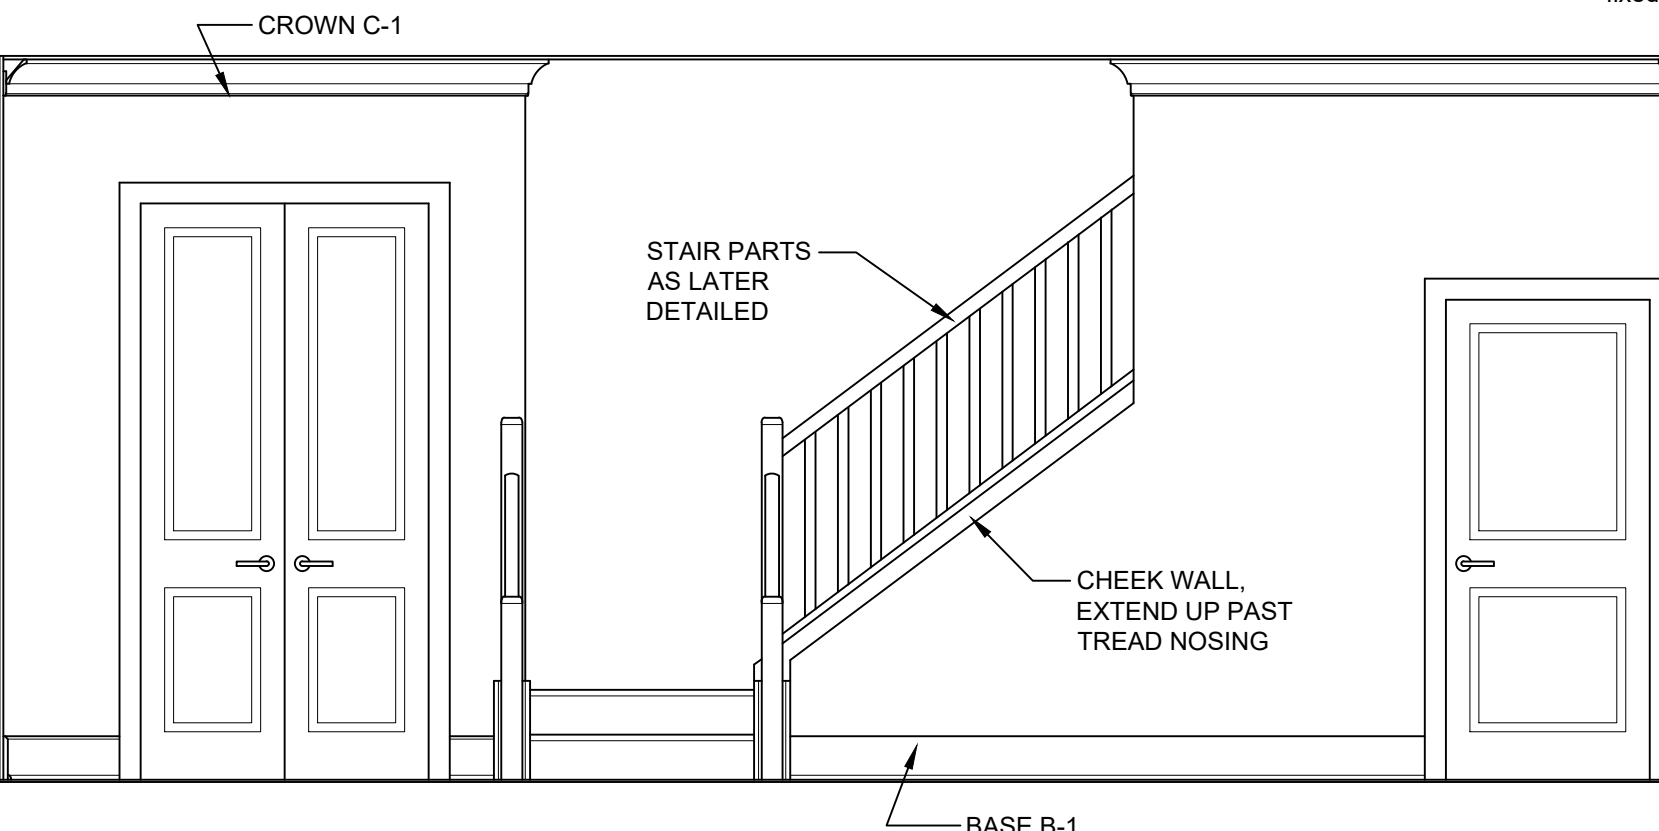 CROWN C-1
STAIR PARTS
AS LATER
DETAILED
CHEEK WALL,
EXTEND UP PAST
TREAD NOSING
BASE B-1